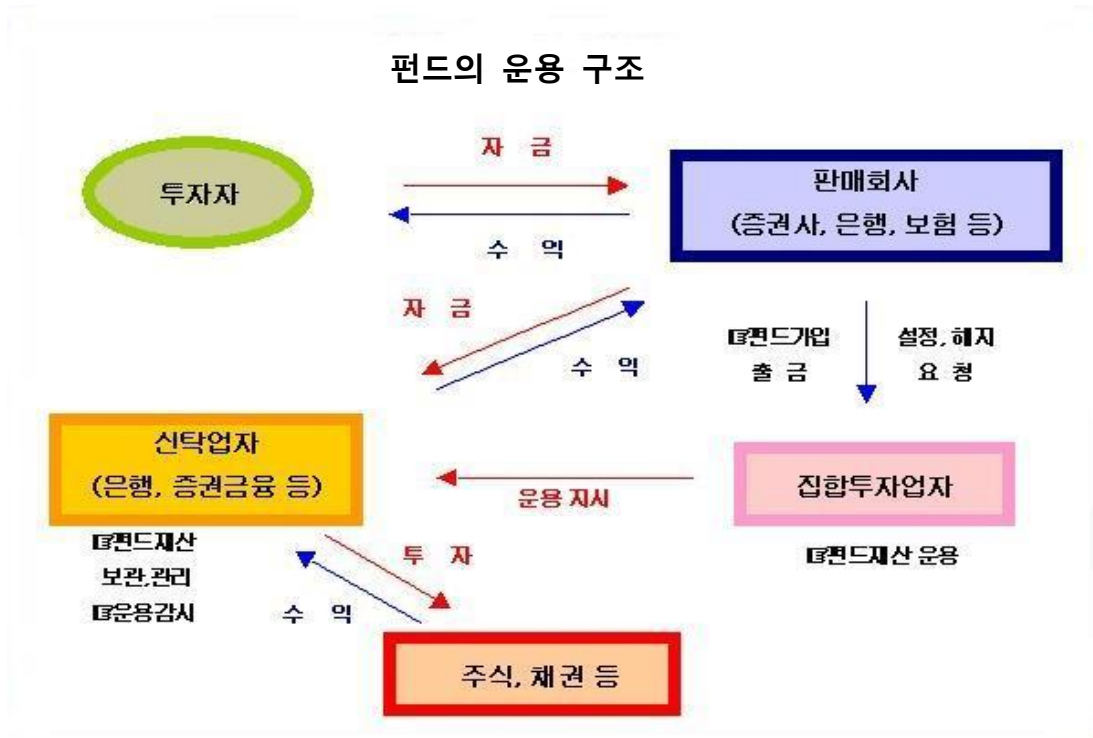 펀드의 운용 구조
자 금
투자자
판매회사
(증권사, 은행, 보험 등)
수 익
자 금
수 익
☞펀드가입
출 금
설정, 해지
요 청
신탁업자
(은행, 증권금융 등)
운용 지시
집합투자업자
☞펀드재산
보관,관리
☞운용감시
투 자
수 익
☞펀드재산 운용
주식, 채권 등